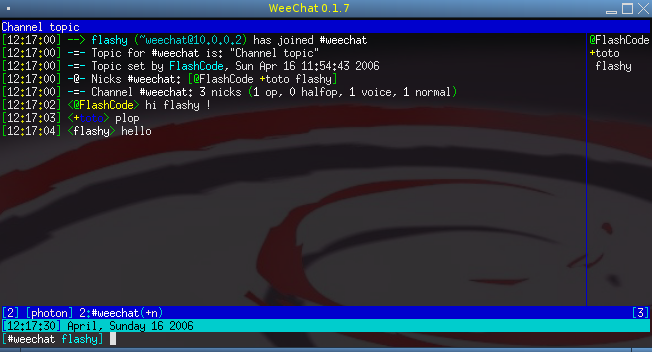 WeeChat 0.1.7
Channel topic
[12:17:00] --> flashy (~weechat@10.0.0.2) has joined #weechat
[12:17:00] -=- Topic for #weechat is: "Channel topic"
[12:17:00] -=- Topic set by FlashCode, Sun Apr 16 11:54:43 2006
[12:17:00] -@- Nicks #weechat: [@FlashCode +toto flashy]
[12:17:00] -=- Channel #weechat: 3 nicks (1 op, 0 halfop, 1 voice, 1 normal)
[12:17:02] <@FlashCode> hi flashy !
[12:17:03] plop
[12:17:04] <flashy> hello
@FlashCode
+toto
flashy
[2] [photon] 2:#weechat(+n) [3]
[12:17:30] April, Sunday 16 2006
[#weechat flashy]